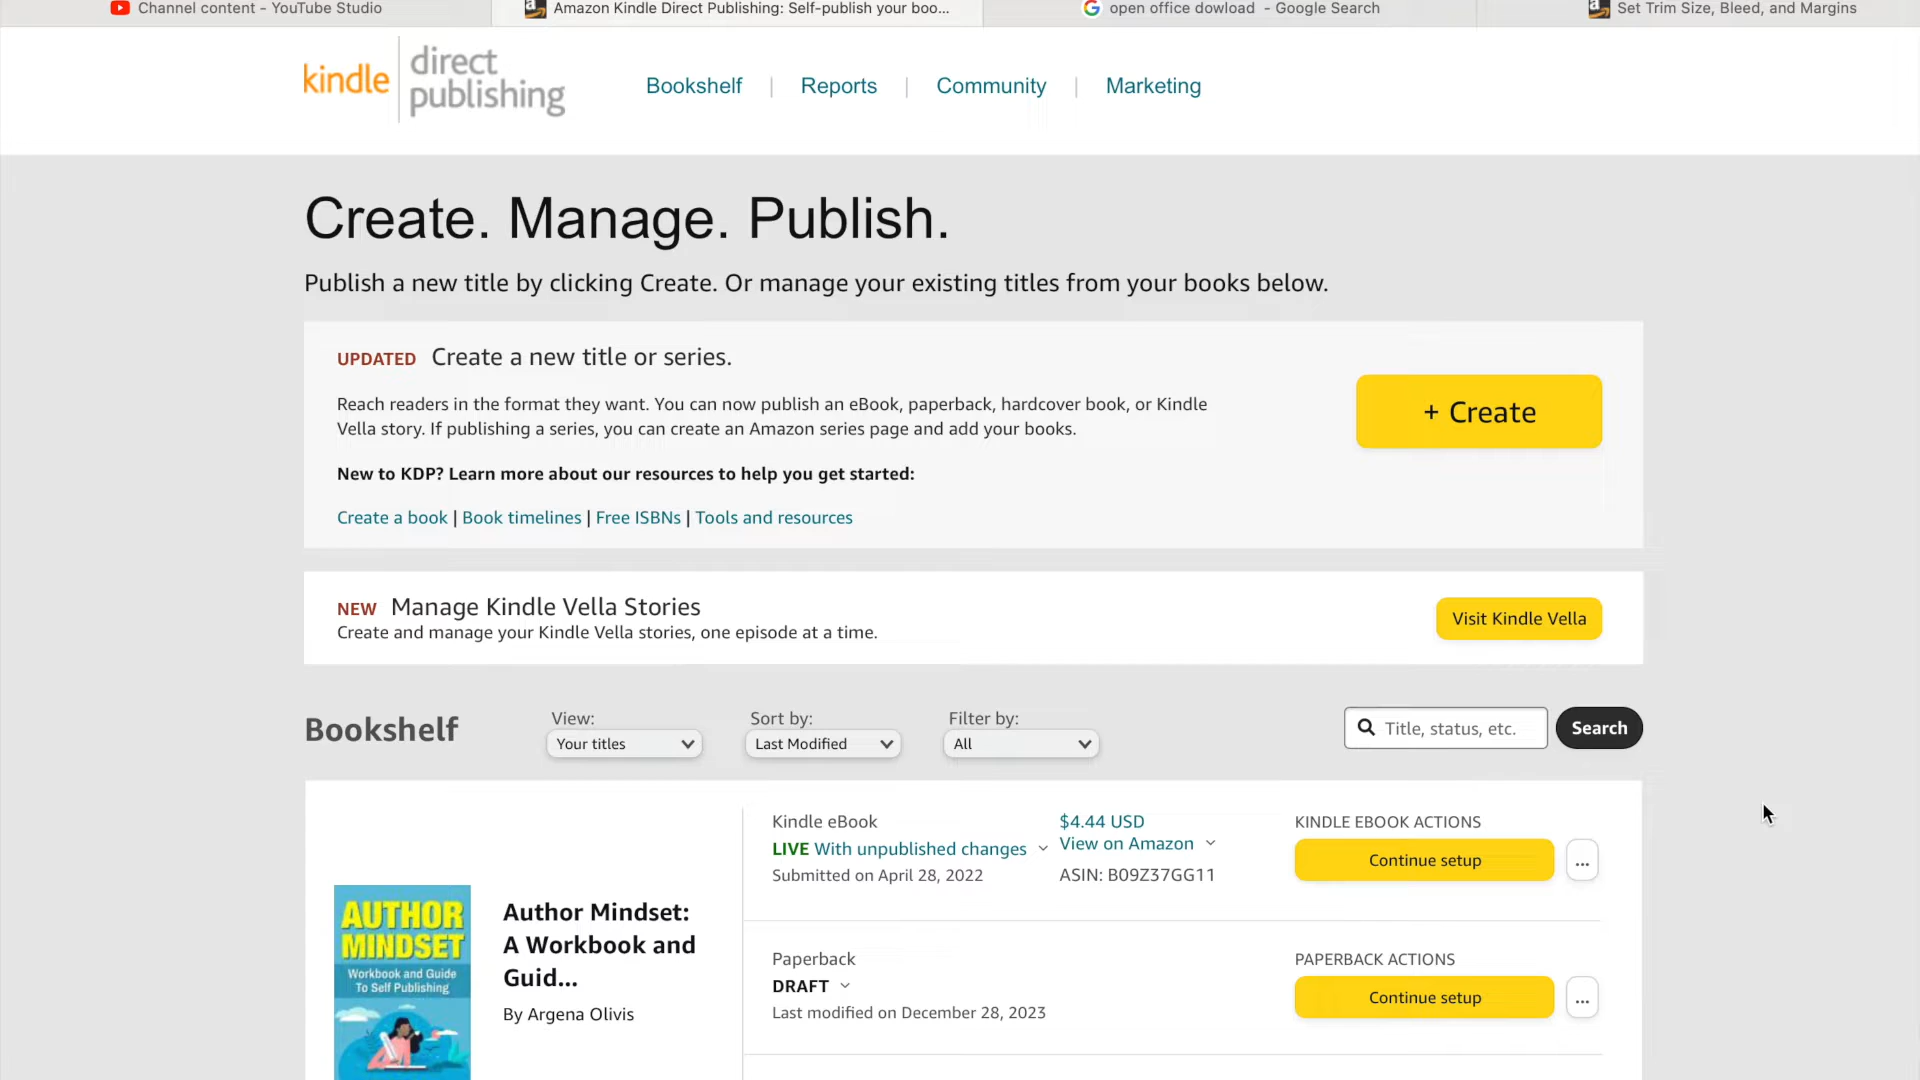 Channel content - YouTube Studio
Amazon Kindle Direct Publishing: Self-publish your boo...
open office dowload - Google Search
Set Trim Size, Bleed, and Margins
kindle direct publishing
Bookshelf | Reports | Community | Marketing
Create. Manage. Publish.
Publish a new title by clicking Create. Or manage your existing titles from your books below.
UPDATED Create a new title or series.
Reach readers in the format they want. You can now publish an eBook, paperback, hardcover book, or Kindle
Vella story. If publishing a series, you can create an Amazon series page and add your books.
+ Create
New to KDP? Learn more about our resources to help you get started:
Create a book | Book timelines | Free ISBNs | Tools and resources
NEW Manage Kindle Vella Stories
Create and manage your Kindle Vella stories, one episode at a time.
Visit Kindle Vella
Bookshelf
View:
Your titles
Sort by:
Last Modified
Filter by:
All
Title, status, etc.
Search
AUTHOR
MINDSET
Workbook and Guide
To Self Publishing
Author Mindset:
A Workbook and
Guid...
By Argena Olivis
Kindle eBook
LIVE With unpublished changes
Submitted on April 28, 2022
$4.44 USD
View on Amazon
ASIN: B09Z37GG11
KINDLE EBOOK ACTIONS
Continue setup
...
Paperback
DRAFT
Last modified on December 28, 2023
PAPERBACK ACTIONS
Continue setup
...